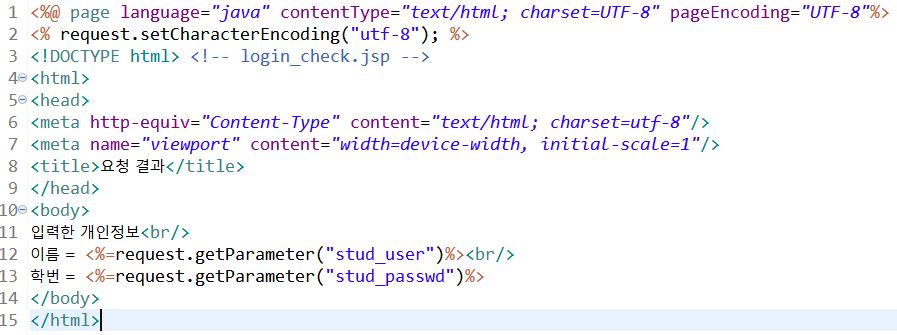 1 <%@ page language="java" contentType="text/html; charset=UTF-8" pageEncoding="UTF-8"%>
2 <% request.setCharacterEncoding("utf-8"); %>
3 <!DOCTYPE html> <!-- login_check.jsp -->
4 <html>
5 <head>
6 <meta http-equiv="Content-Type" content="text/html; charset=utf-8"/>
7 <meta name="viewport" content="width=device-width, initial-scale=1"/>
8 <title>요청 결과</title>
9 </head>
10 <body>
11 입력한 개인정보<br/>
12 이름 = <%=request.getParameter("stud_user")%><br/>
13 학번 = <%=request.getParameter("stud_passwd")%>
14 </body>
15 </html>